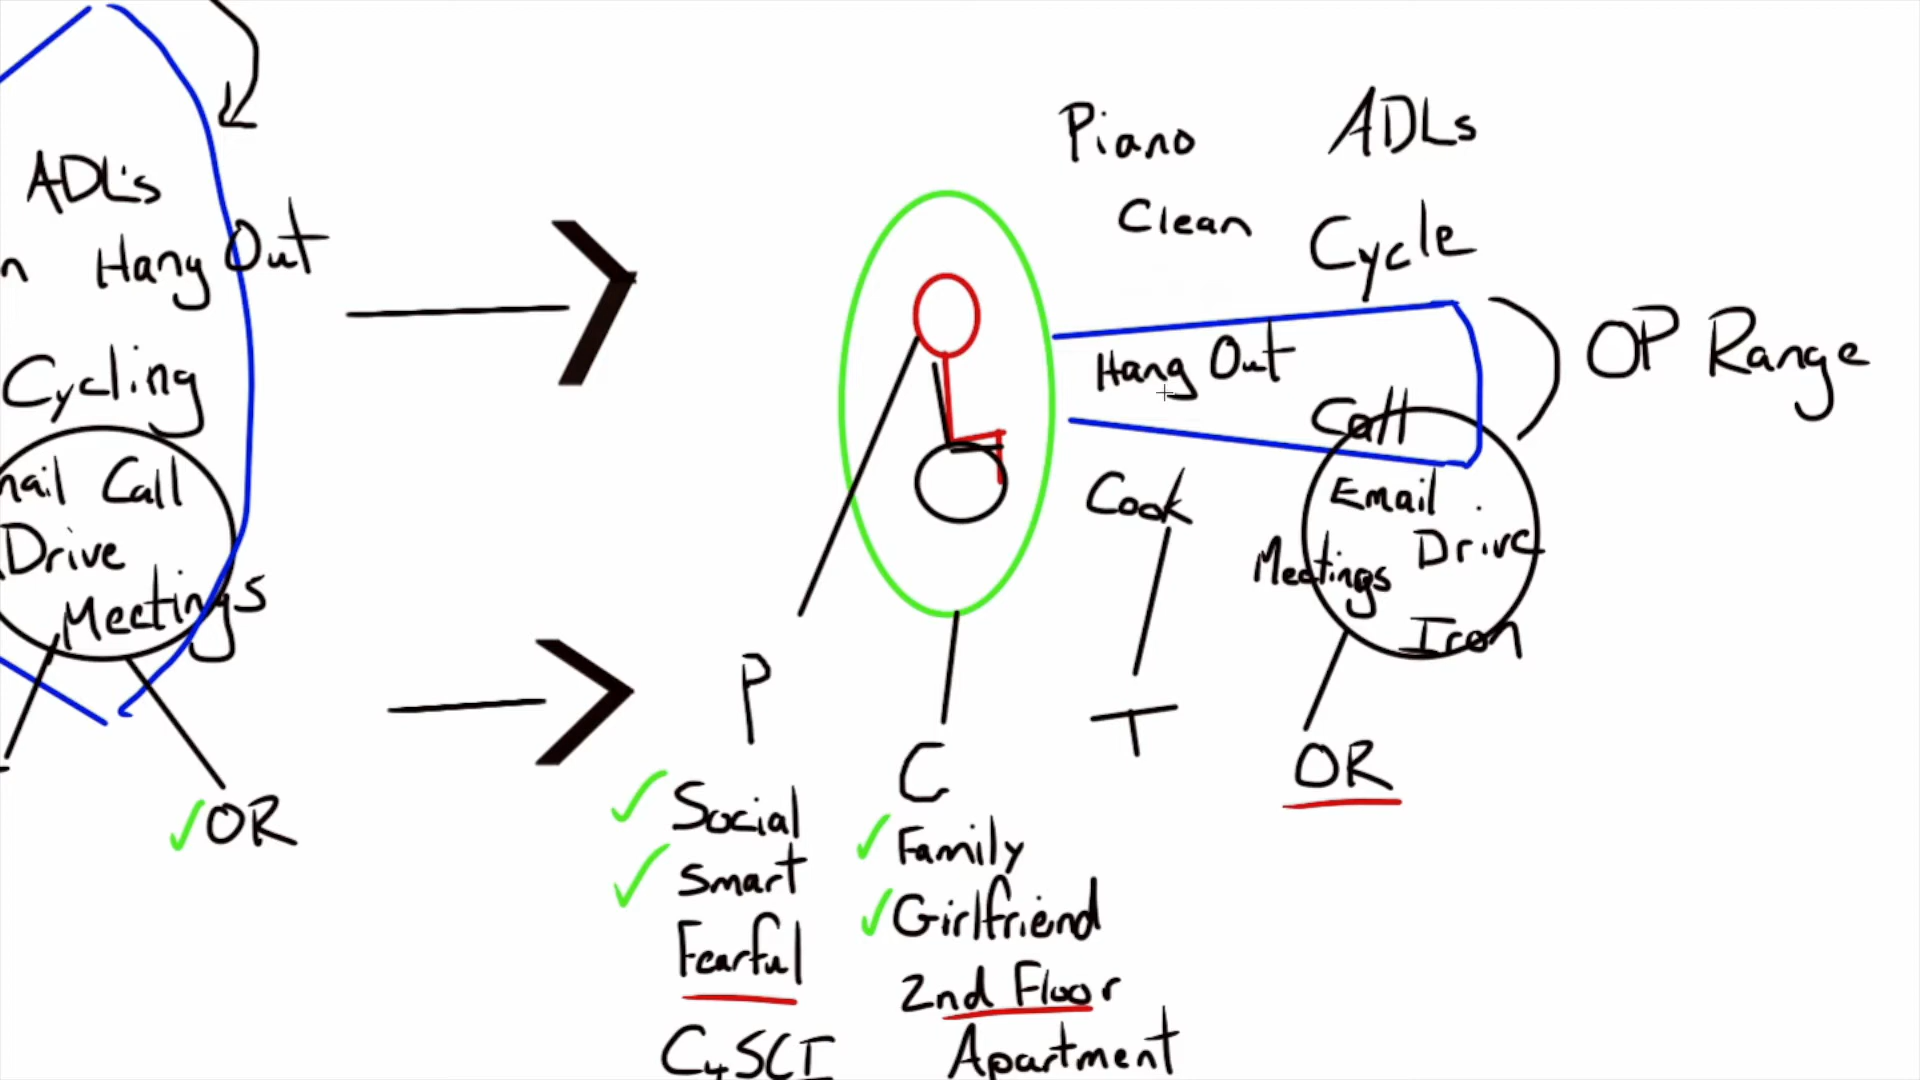 ADL's
n Hang Out
Cycling
mail Call
Drive
Meetings
✓OR
Piano ADLs
Clean Cycle
Hang Out
Call
OP Range
Cook
Email
Meetings Drive
Iron
P
C
T
OR
✓ Social
✓ Smart
Fearful
C4SCI
✓ Family
✓ Girlfriend
2nd Floor
Apartment